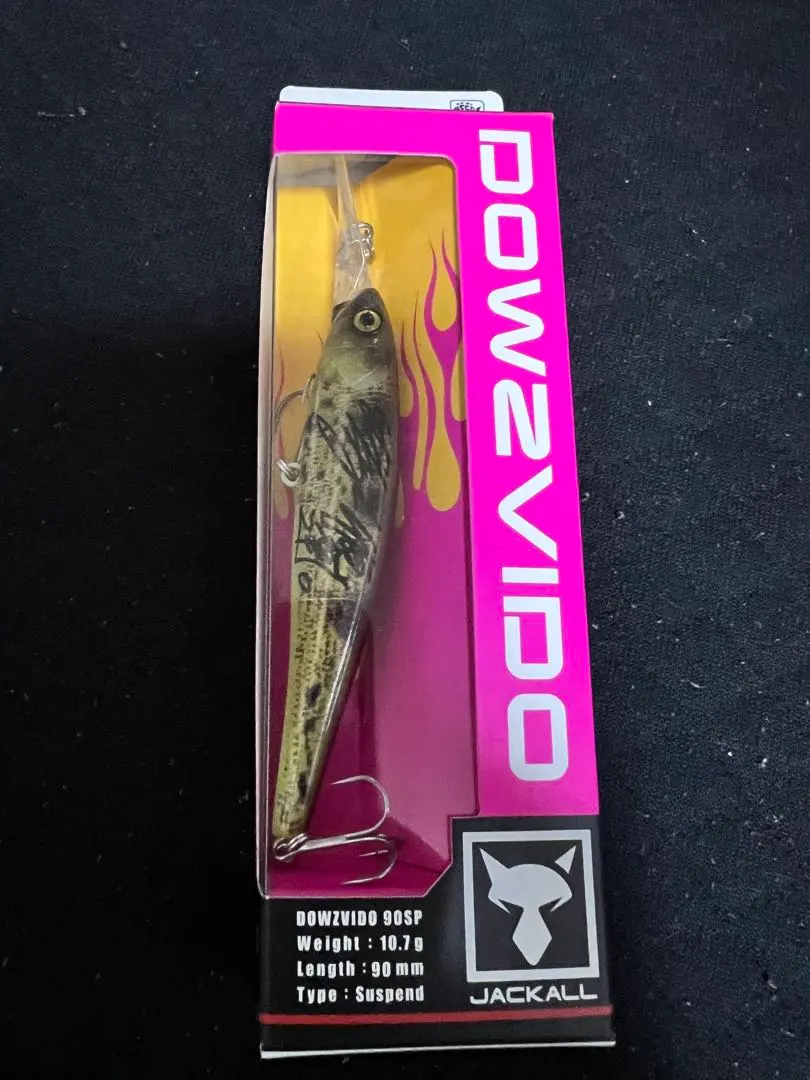 DOWZVIDO
DOWZVIDO 90SP
Weight : 10.7g
Length : 90mm
Type : Suspend
JACKALL